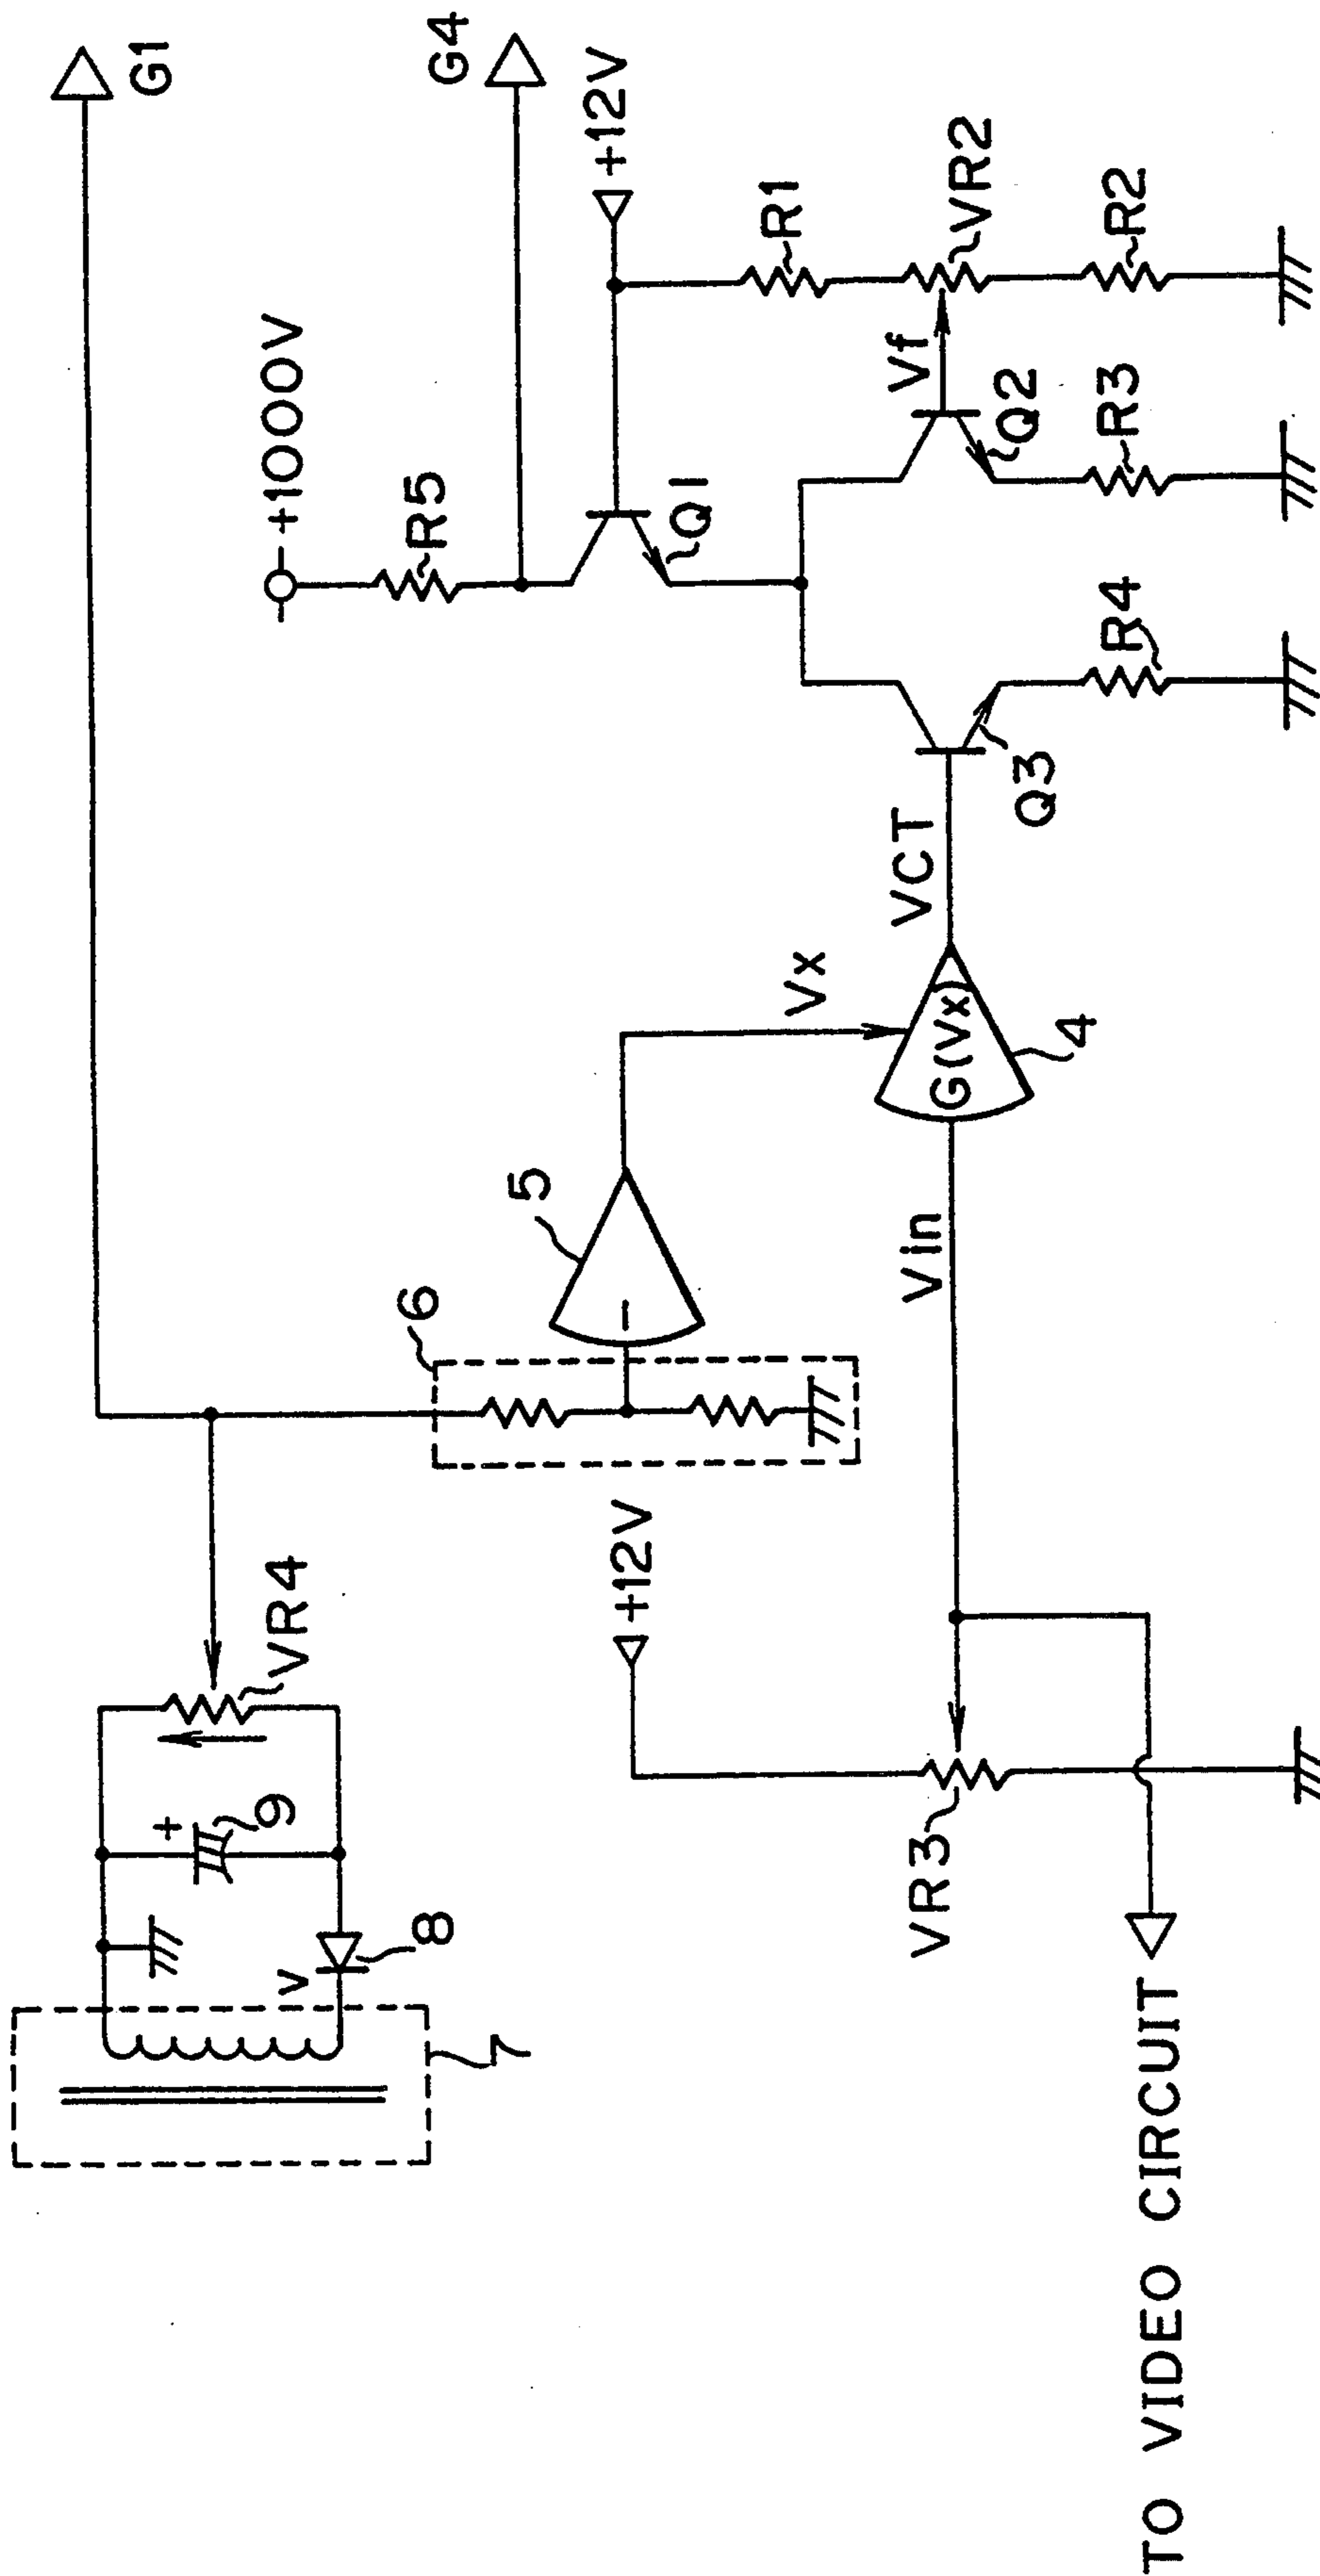 G1
G4
+12V
+1000V
R5
Q1
R1
VR2
Vf
Q2
R2
R3
R4
Q3
VCT
Vx
G(Vx)
4
5
6
Vin
+12V
VR4
+
9
V
8
7
VR3
TO VIDEO CIRCUIT